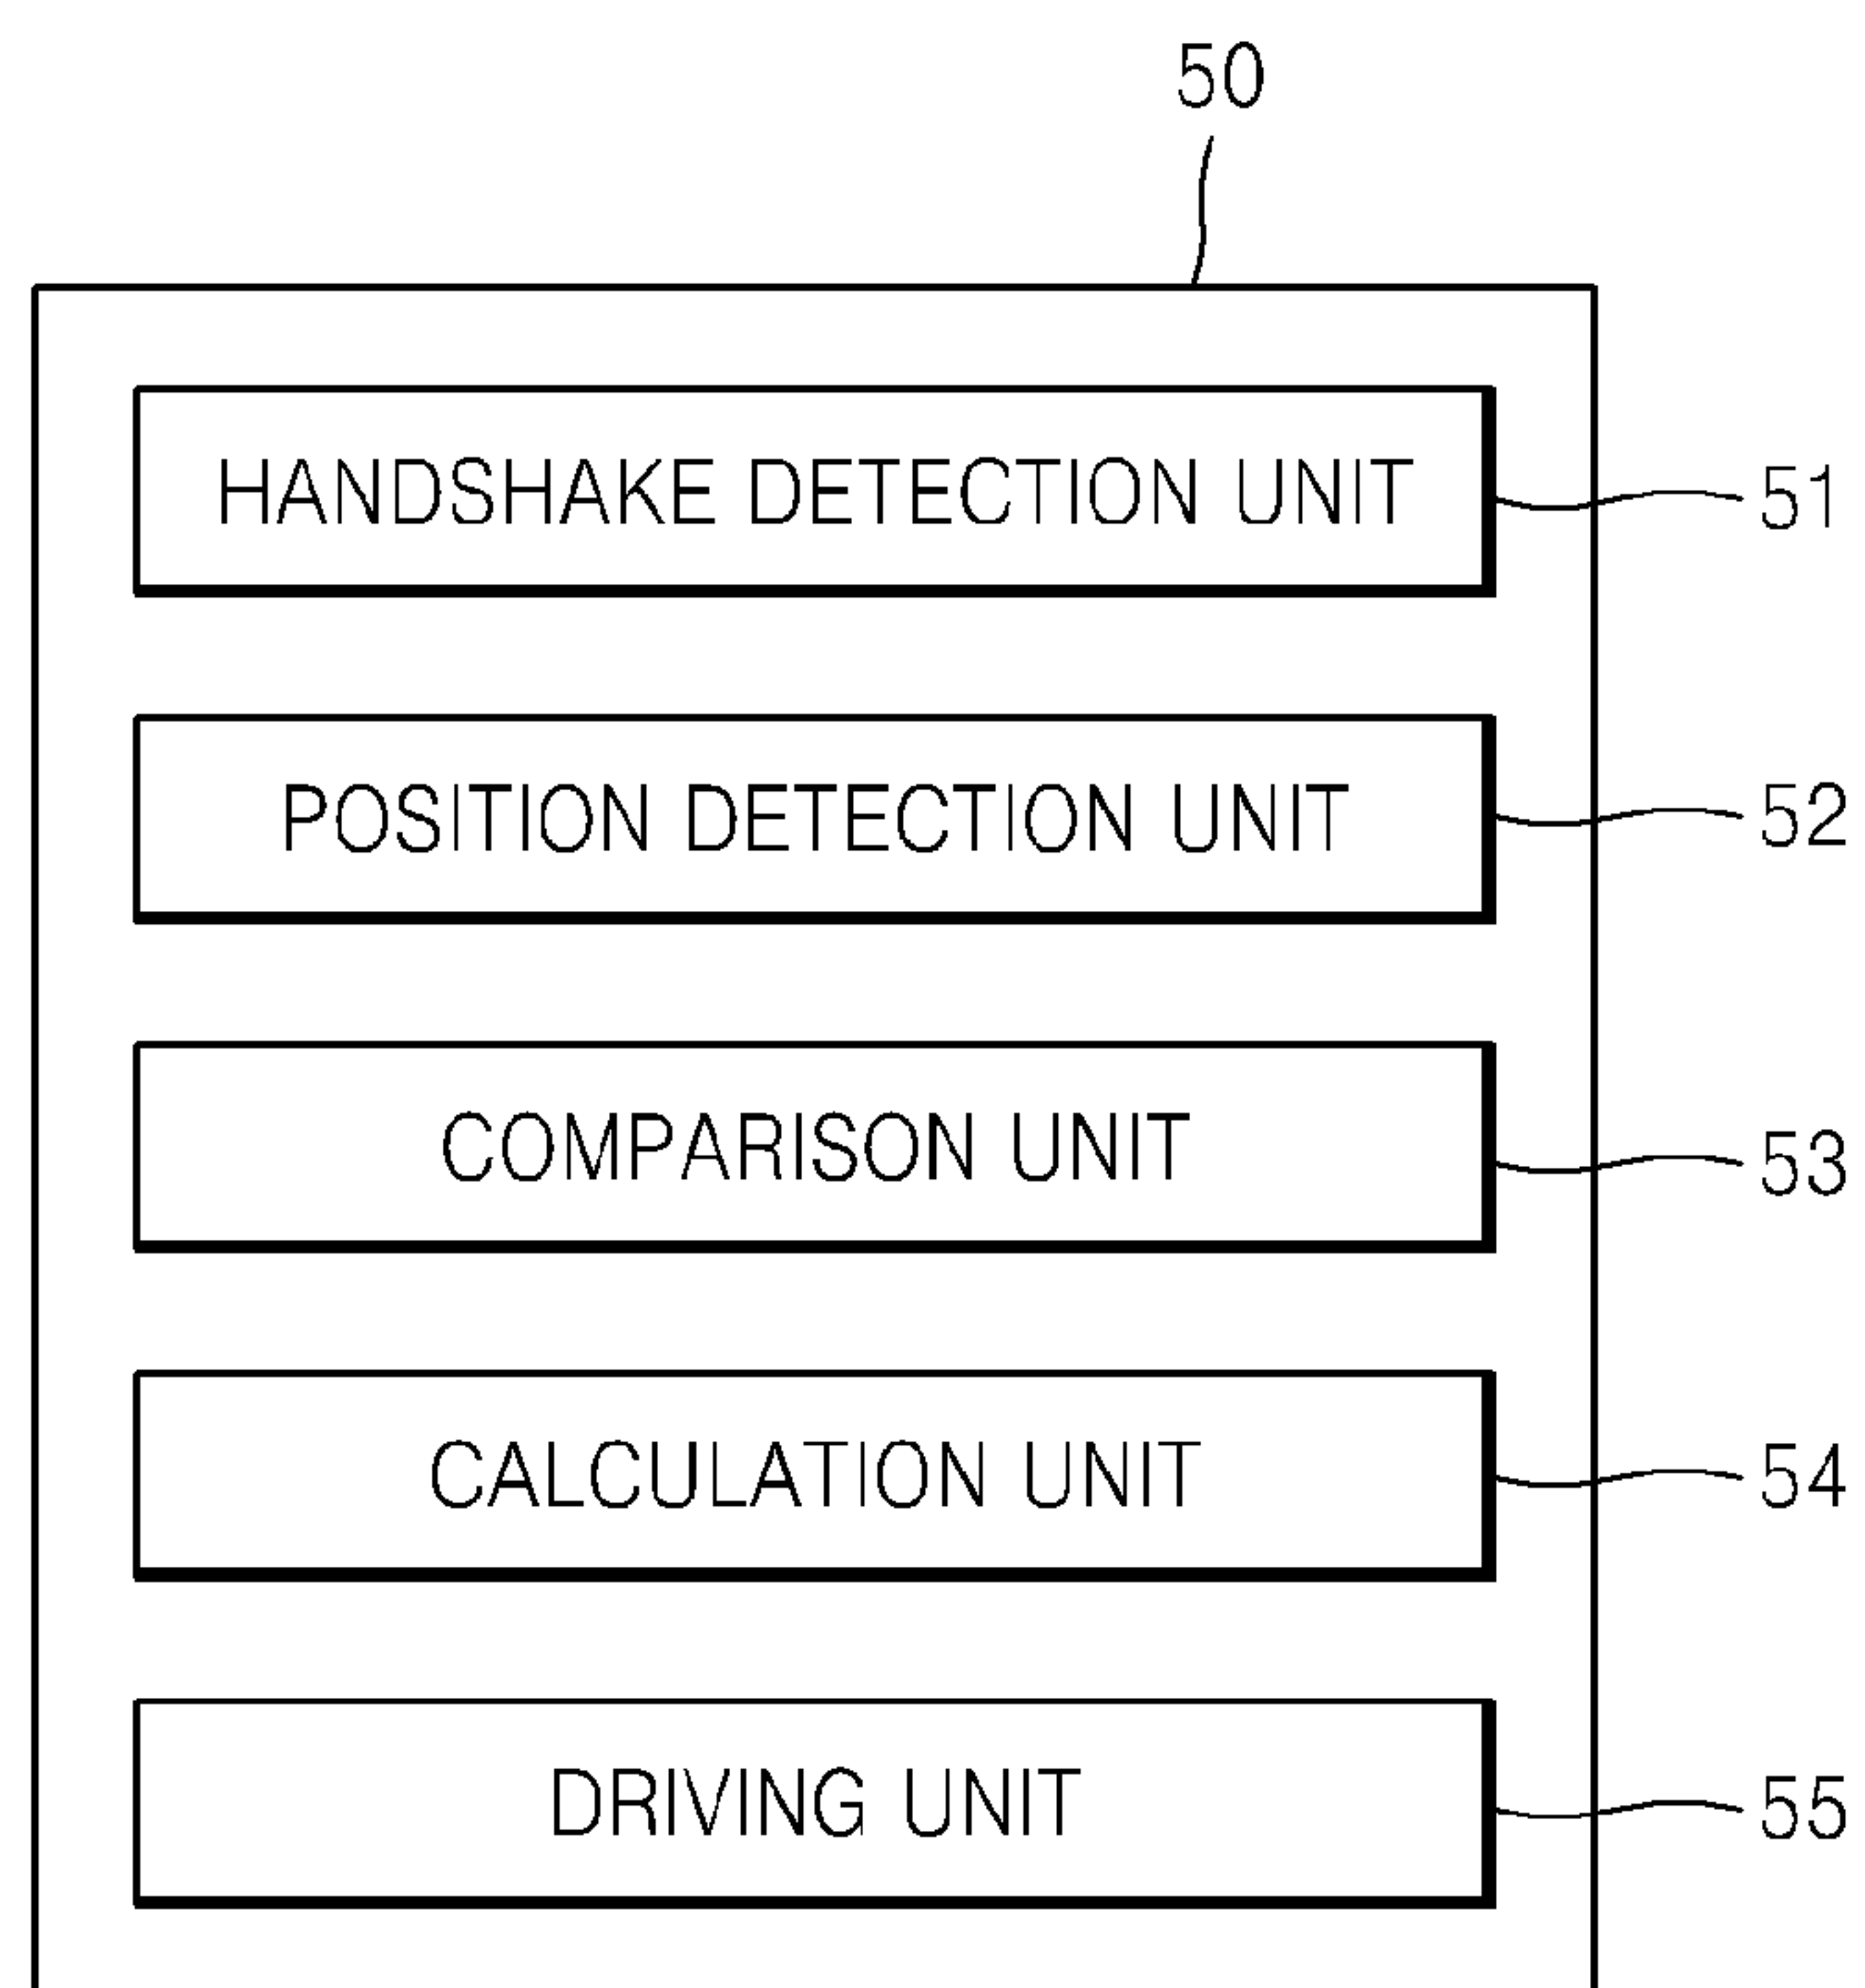 50
HANDSHAKE DETECTION UNIT 51
POSITION DETECTION UNIT 52
COMPARISON UNIT 53
CALCULATION UNIT 54
DRIVING UNIT 55